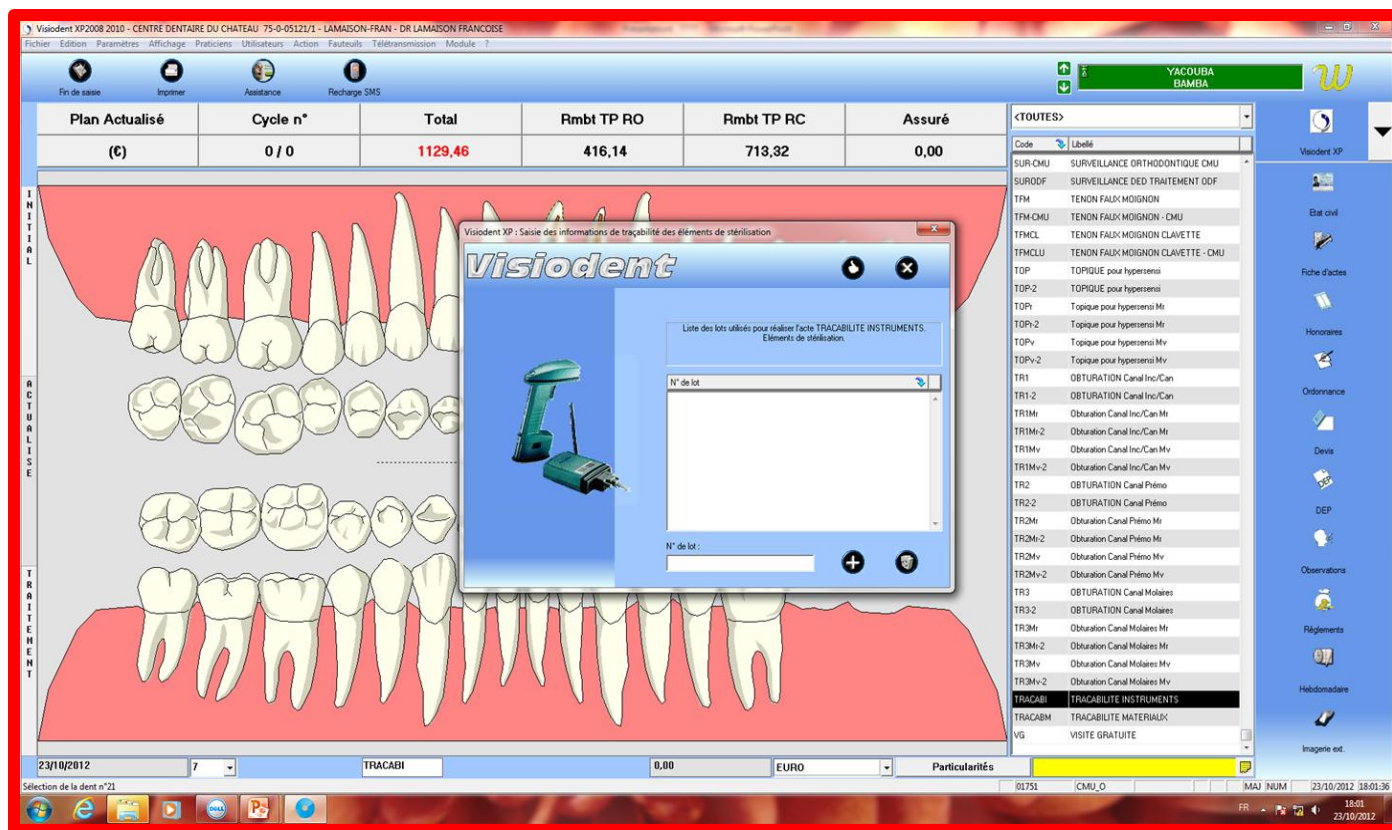 Visiodent XP2008 2010 - CENTRE DENTAIRE DU CHATEAU 75-0-05121/1 - LAMAISON-FRAN - DR LAMAISON FRANCOISE
Fichier Edition Paramètres Affichage Praticiens Utilisateurs Action Fauteuils Télétransmission Module ?
Fin de saisie Imprimer Assistance Recharge SMS
YACOUBA
BAMBA
Plan Actualisé Cycle n° Total Rmbt TP RO Rmbt TP RC Assuré
(€) 0 / 0 1129,46 416,14 713,32 0,00
INITIAL
ACTUALISE
TRAITEMENT
Visiodent XP : Saisie des informations de traçabilité des éléments de stérilisation
Visiodent
Liste des lots utilisés pour réaliser l'acte TRACABILITE INSTRUMENTS.
Eléments de stérilisation.
N° de lot
N° de lot :
<TOUTES>
Code Libellé
SUR-CMU SURVEILLANCE ORTHODONTIQUE CMU
SURODF SURVEILLANCE DED TRAITEMENT ODF
TFM TENON FAUX MOIGNON
TFM-CMU TENON FAUX MOIGNON - CMU
TFMCL TENON FAUX MOIGNON CLAVETTE
TFMCLU TENON FAUX MOIGNON CLAVETTE - CMU
TOP TOPIQUE pour hypersensi
TOP-2 TOPIQUE pour hypersensi
TOPr Topique pour hypersensi Mr
TOPr-2 Topique pour hypersensi Mr
TOPv Topique pour hypersensi Mv
TOPv-2 Topique pour hypersensi Mv
TR1 OBTURATION Canal Inc/Can
TR1-2 OBTURATION Canal Inc/Can
TR1Mr Obturation Canal Inc/Can Mr
TR1Mr-2 Obturation Canal Inc/Can Mr
TR1Mv Obturation Canal Inc/Can Mv
TR1Mv-2 Obturation Canal Inc/Can Mv
TR2 OBTURATION Canal Prémo
TR2-2 OBTURATION Canal Prémo
TR2Mr Obturation Canal Prémo Mr
TR2Mr-2 Obturation Canal Prémo Mr
TR2Mv Obturation Canal Prémo Mv
TR2Mv-2 Obturation Canal Prémo Mv
TR3 OBTURATION Canal Molaires
TR3-2 OBTURATION Canal Molaires
TR3Mr Obturation Canal Molaires Mr
TR3Mr-2 Obturation Canal Molaires Mr
TR3Mv Obturation Canal Molaires Mv
TR3Mv-2 Obturation Canal Molaires Mv
TRACABI TRACABILITE INSTRUMENTS
TRACABM TRACABILITE MATERIAUX
VG VISITE GRATUITE
Visiodent XP
Etat civil
Fiche d'actes
Honoraires
Ordonnance
Devis
DEP
DEP
Observations
Règlements
Hebdomadaire
Imagerie ext.
23/10/2012 7 TRACABI 0,00 EURO Particularités
Sélection de la dent n°21 01751 CMU_O MAJ NUM 23/10/2012 18:01:36
DELL
FR 18:01
23/10/2012